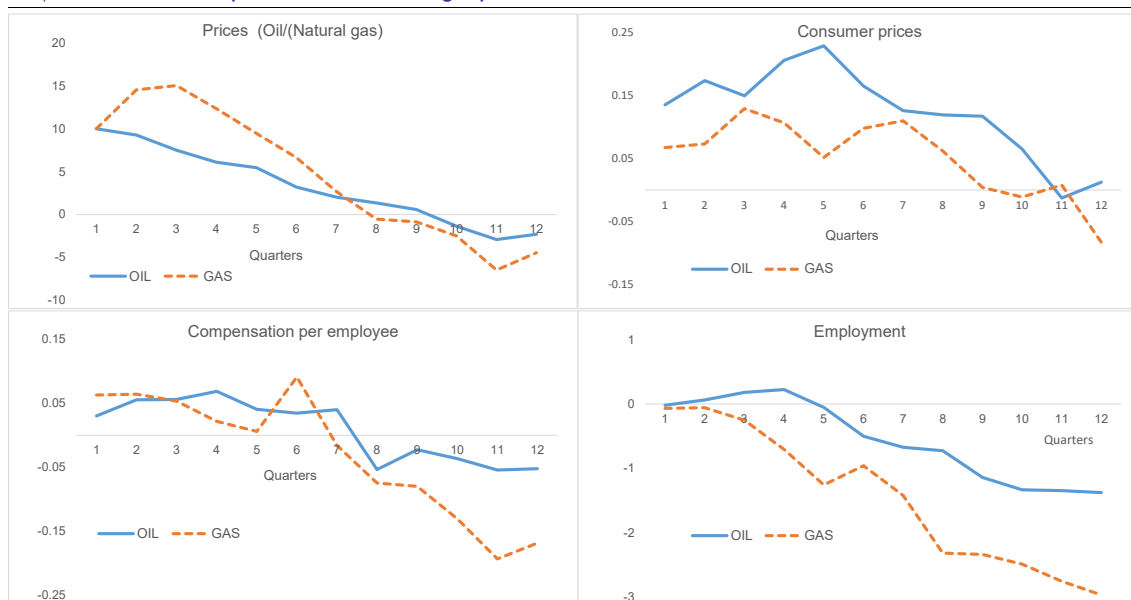 Prices (Oil/(Natural gas)
20
15
10
5
0
-5
-10
1 2 3 4 5 6 7 8 9 10 11 12
Quarters
OIL GAS
Consumer prices
0.25
0.15
0.05
-0.05
-0.15
1 2 3 4 5 6 7 8 9 10 11 12
Quarters
OIL GAS
Compensation per employee
0.15
0.05
-0.05
-0.15
-0.25
1 2 3 4 5 6 7 8 9 10 11 12
Quarters
OIL GAS
Employment
1
0
-1
-2
-3
1 2 3 4 5 6 7 8 9 10 11 12
Quarters
OIL GAS